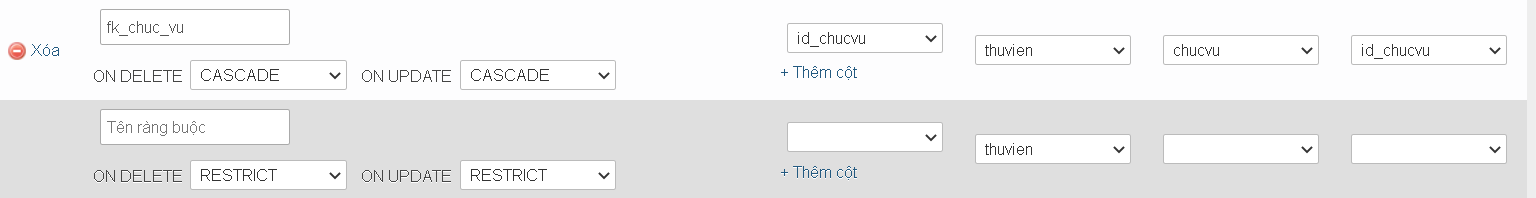 fk_chuc_vu
Xóa
id_chucvu
thuvien
chucvu
id_chucvu
ON DELETE CASCADE ON UPDATE CASCADE
+ Thêm cột
Tên ràng buộc
thuvien
ON DELETE RESTRICT ON UPDATE RESTRICT
+ Thêm cột